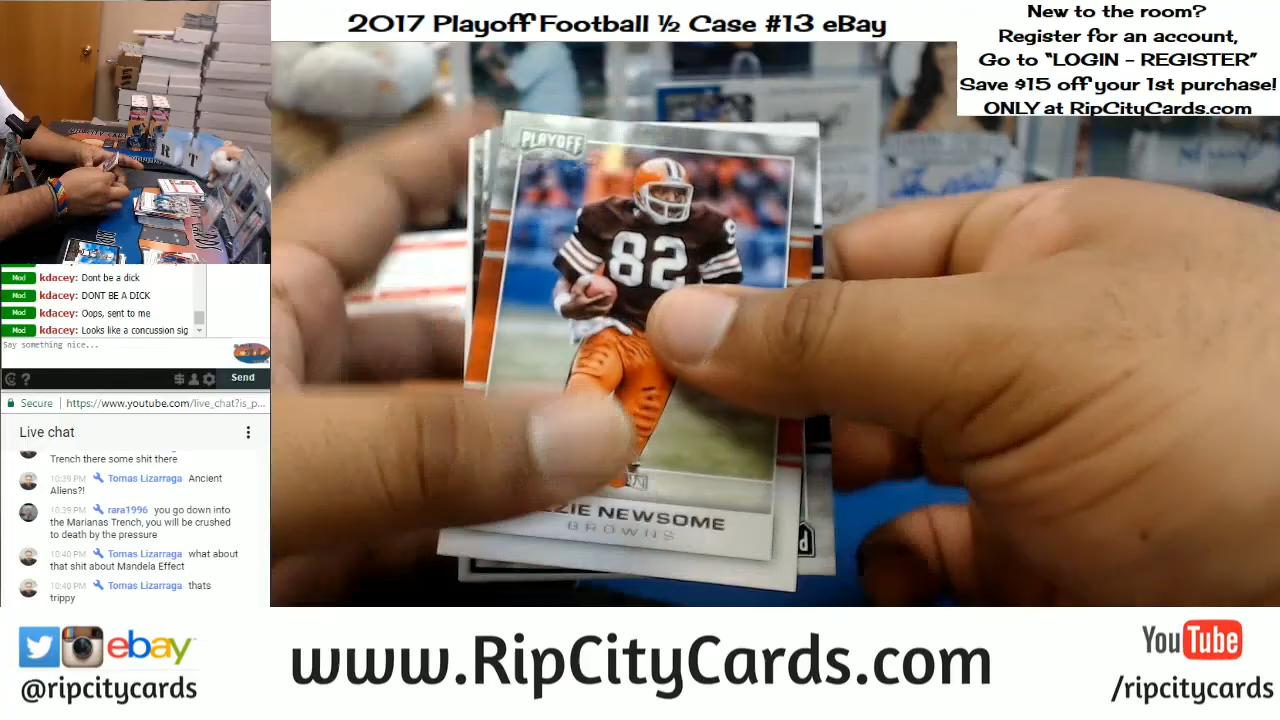 2017 Playoff Football ½ Case #13 eBay
New to the room?
Register for an account,
Go to "LOGIN - REGISTER"
Save $15 off your 1st purchase!
ONLY at RipCityCards.com
PLAYOFF
82
NEWSOME
BROWNS
Mod kdacey: Dont be a dick
Mod kdacey: DONT BE A DICK
Mod kdacey: Oops, sent to me
Mod kdacey: Looks like a concussion sig
Say something nice...
Send
Secure https://www.youtube.com/live_chat?is_p...
Live chat
Trench there some shit there
10:39 PM Tomas Lizarraga Ancient
Aliens?!
10:39 PM rara1996 you go down into
the Marianas Trench, you will be crushed
to death by the pressure
10:40 PM Tomas Lizarraga what about
that shit about Mandela Effect
10:40 PM Tomas Lizarraga thats
trippy
ebay
@ripcitycards
www.RipCityCards.com
YouTube
/ripcitycards